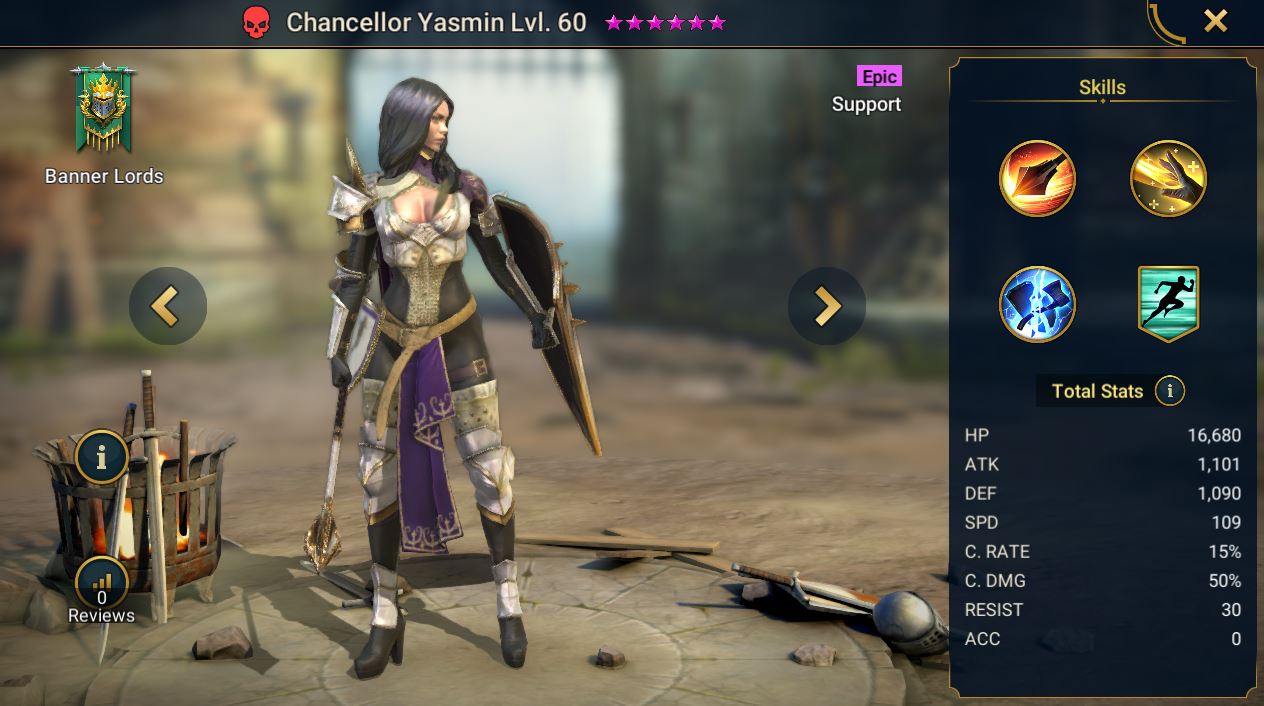 Chancellor Yasmin Lvl. 60
Banner Lords
Epic
Support
0
Reviews
Skills
Total Stats
HP 16,680
ATK 1,101
DEF 1,090
SPD 109
C. RATE 15%
C. DMG 50%
RESIST 30
ACC 0